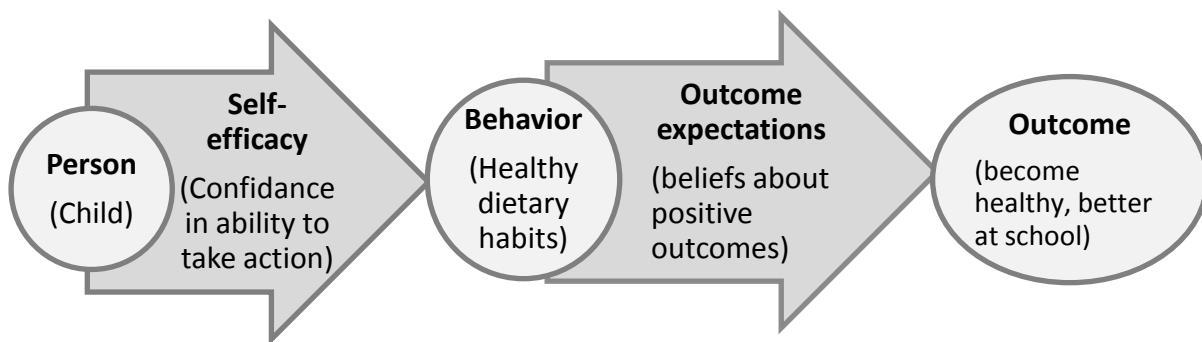 Person
(Child)
Self-
efficacy
(Confidance
in ability to
take action)
Behavior
(Healthy
dietary
habits)
Outcome
expectations
(beliefs about
positive
outcomes)
Outcome
(become
healthy, better
at school)